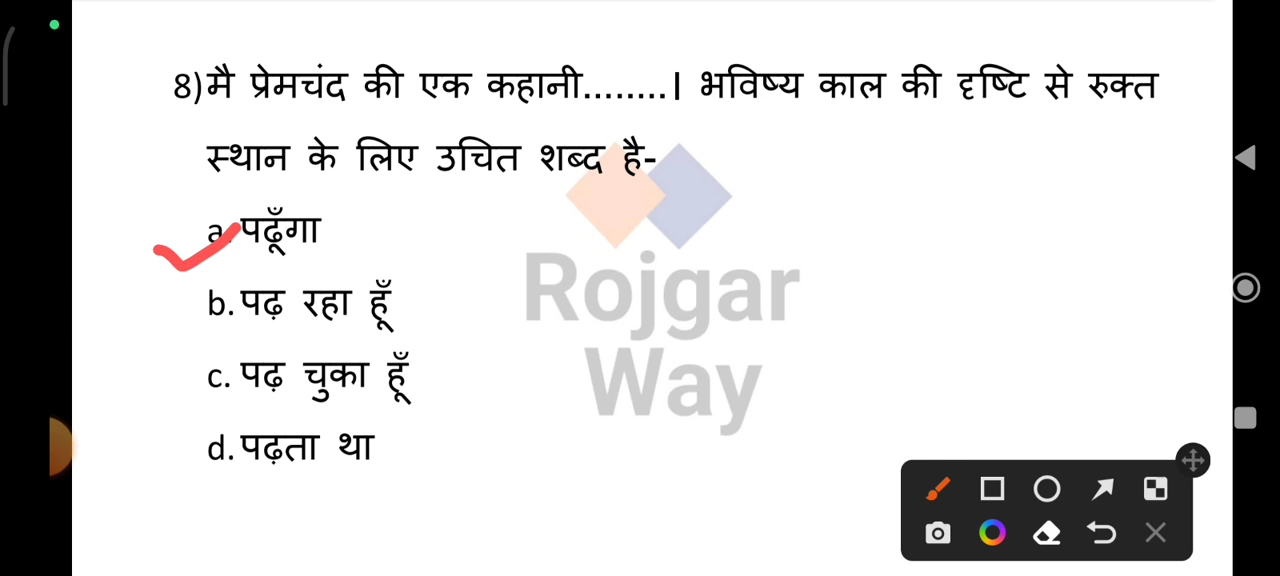 8)मै प्रेमचंद की एक कहानी........। भविष्य काल की दृष्टि से रुक्त
स्थान के लिए उचित शब्द है-
a. पढूँगा
b. पढ़ रहा हूँ
c. पढ़ चुका हूँ
d. पढ़ता था
Rojgar
Way